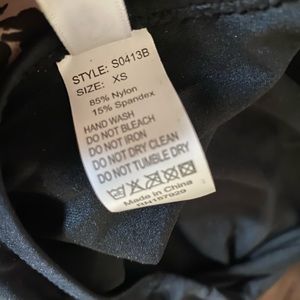 STYLE: S0413B
SIZE: XS
85% Nylon
15% Spandex
HAND WASH
DO NOT BLEACH
DO NOT IRON
DO NOT DRY CLEAN
DO NOT TUMBLE DRY
Made in China
RN157929